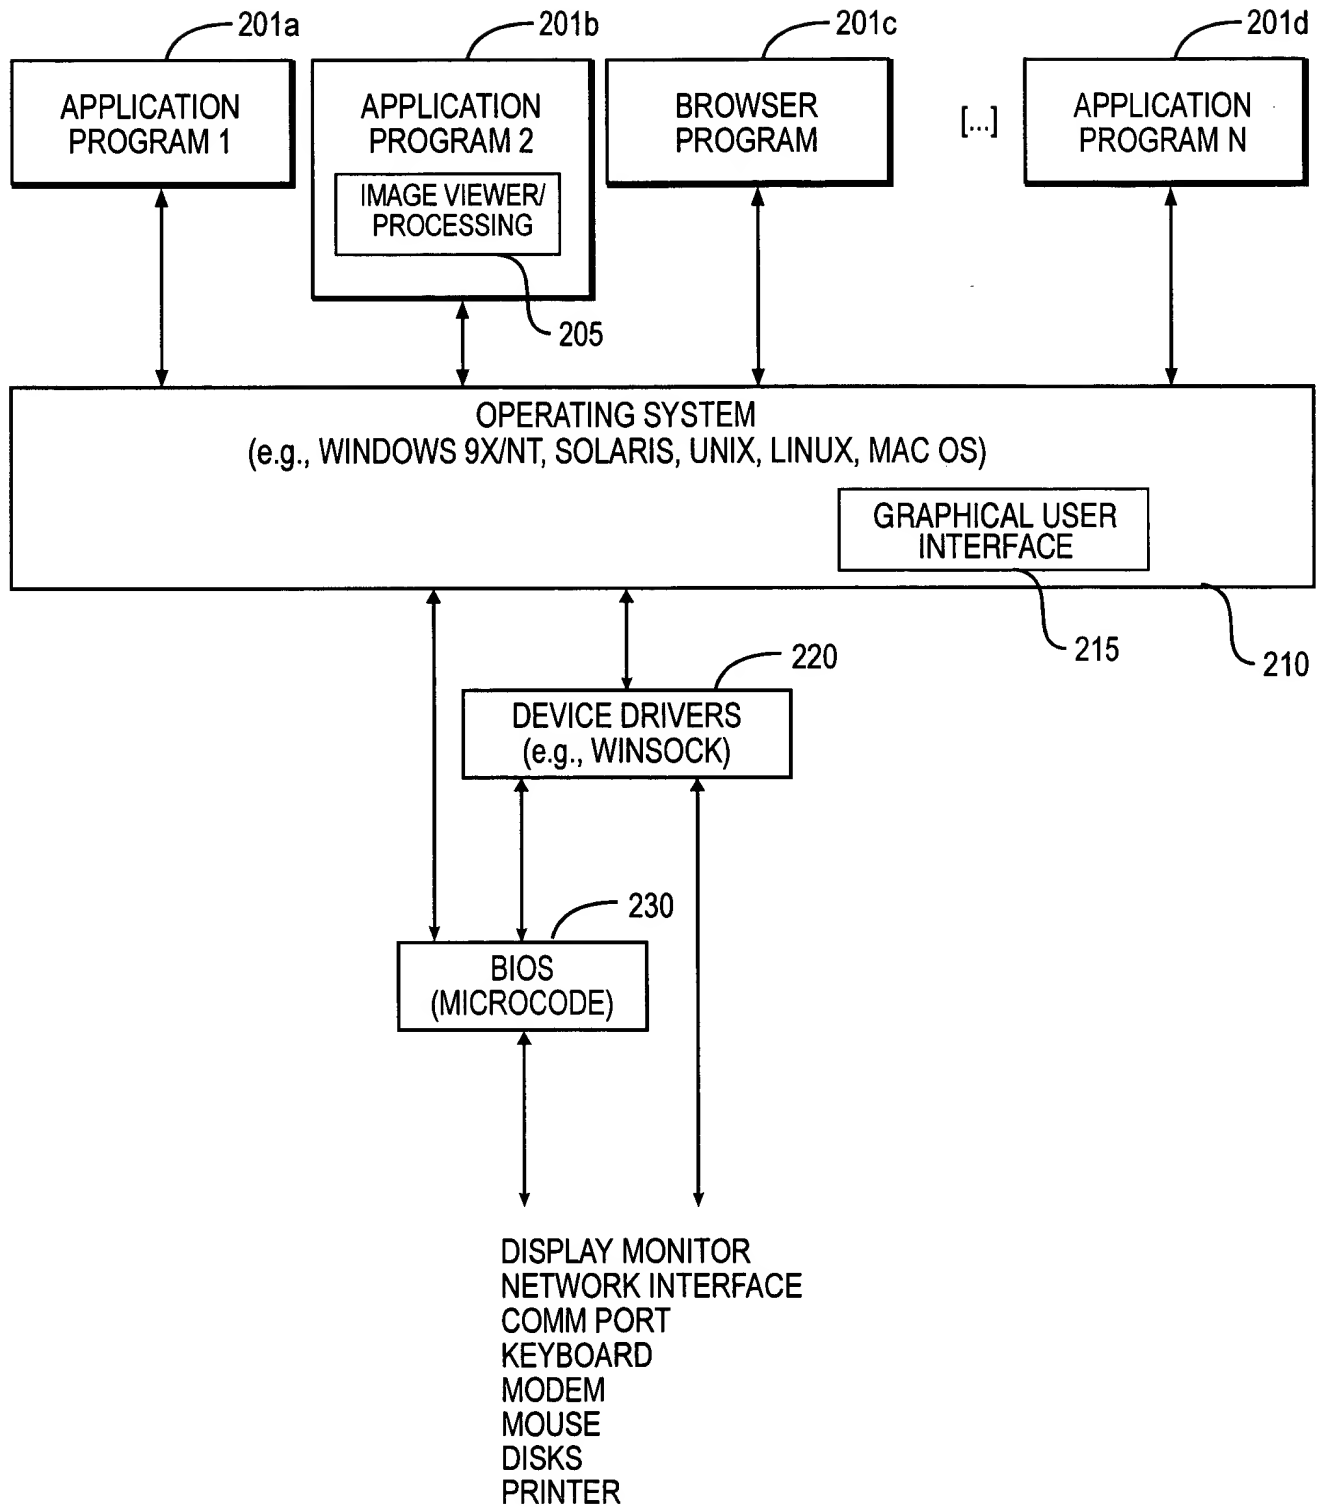 201a
201b
201c
201d
APPLICATION
PROGRAM 1
APPLICATION
PROGRAM 2
IMAGE VIEWER/
PROCESSING
BROWSER
PROGRAM
[...]
APPLICATION
PROGRAM N
205
OPERATING SYSTEM
(e.g., WINDOWS 9X/NT, SOLARIS, UNIX, LINUX, MAC OS)
GRAPHICAL USER
INTERFACE
215
210
220
DEVICE DRIVERS
(e.g., WINSOCK)
230
BIOS
(MICROCODE)
DISPLAY MONITOR
NETWORK INTERFACE
COMM PORT
KEYBOARD
MODEM
MOUSE
DISKS
PRINTER